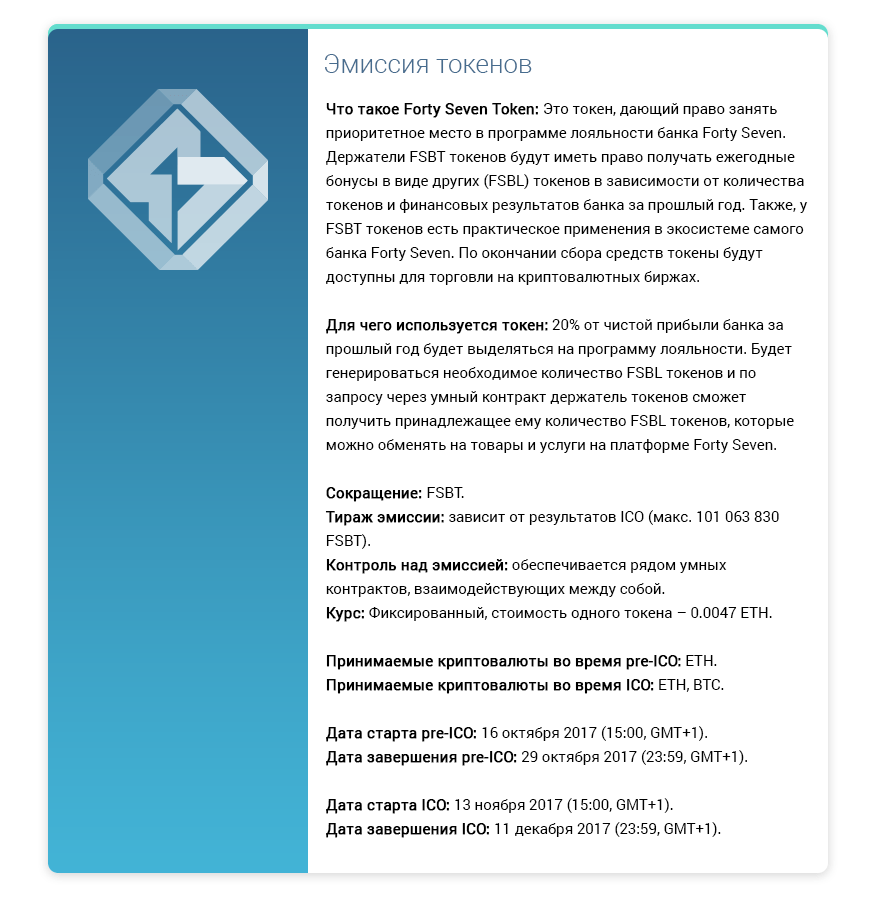 Эмиссия токенов
Что такое Forty Seven Token: Это токен, дающий право занять
приоритетное место в программе лояльности банка Forty Seven.
Держатели FSBT токенов будут иметь право получать ежегодные
бонусы в виде других (FSBL) токенов в зависимости от количества
токенов и финансовых результатов банка за прошлый год. Также, у
FSBT токенов есть практическое применения в экосистеме самого
банка Forty Seven. По окончании сбора средств токены будут
доступны для торговли на криптовалютных биржах.
Для чего используется токен: 20% от чистой прибыли банка за
прошлый год будет выделяться на программу лояльности. Будет
генерироваться необходимое количество FSBL токенов и по
запросу через умный контракт держатель токенов сможет
получить принадлежащее ему количество FSBL токенов, которые
можно обменять на товары и услуги на платформе Forty Seven.
Сокращение: FSBT.
Тираж эмиссии: зависит от результатов ICO (макс. 101 063 830
FSBT).
Контроль над эмиссией: обеспечивается рядом умных
контрактов, взаимодействующих между собой.
Курс: Фиксированный, стоимость одного токена – 0.0047 ETH.
Принимаемые криптовалюты во время pre-ICO: ETH.
Принимаемые криптовалюты во время ICO: ETH, BTC.
Дата старта pre-ICO: 16 октября 2017 (15:00, GMT+1).
Дата завершения pre-ICO: 29 октября 2017 (23:59, GMT+1).
Дата старта ICO: 13 ноября 2017 (15:00, GMT+1).
Дата завершения ICO: 11 декабря 2017 (23:59, GMT+1).